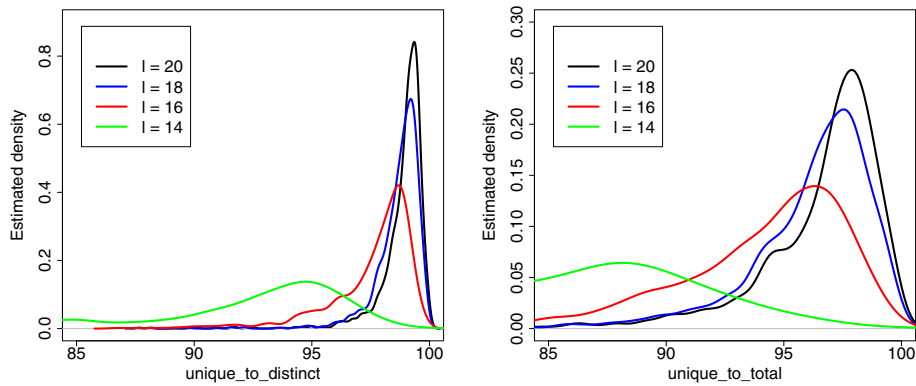 Estimated density
0.0 0.2 0.4 0.6 0.8
l = 20
l = 18
l = 16
l = 14
85 90 95 100
unique_to_distinct
Estimated density
0.00 0.05 0.10 0.15 0.20 0.25 0.30
l = 20
l = 18
l = 16
l = 14
85 90 95 100
unique_to_total